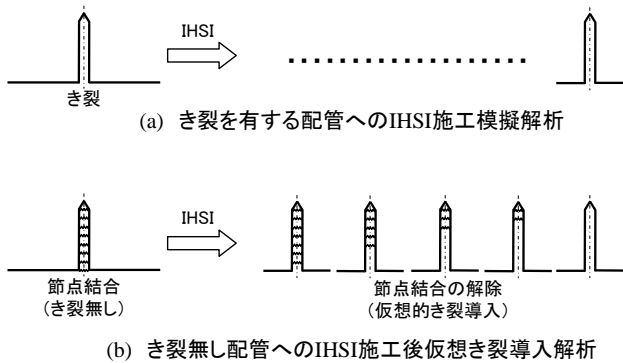 IHSI
き裂
(a) き裂を有する配管へのIHSI施工模擬解析
IHSI
節点結合
(き裂無し)
節点結合の解除
(仮想的き裂導入)
(b) き裂無し配管へのIHSI施工後仮想き裂導入解析